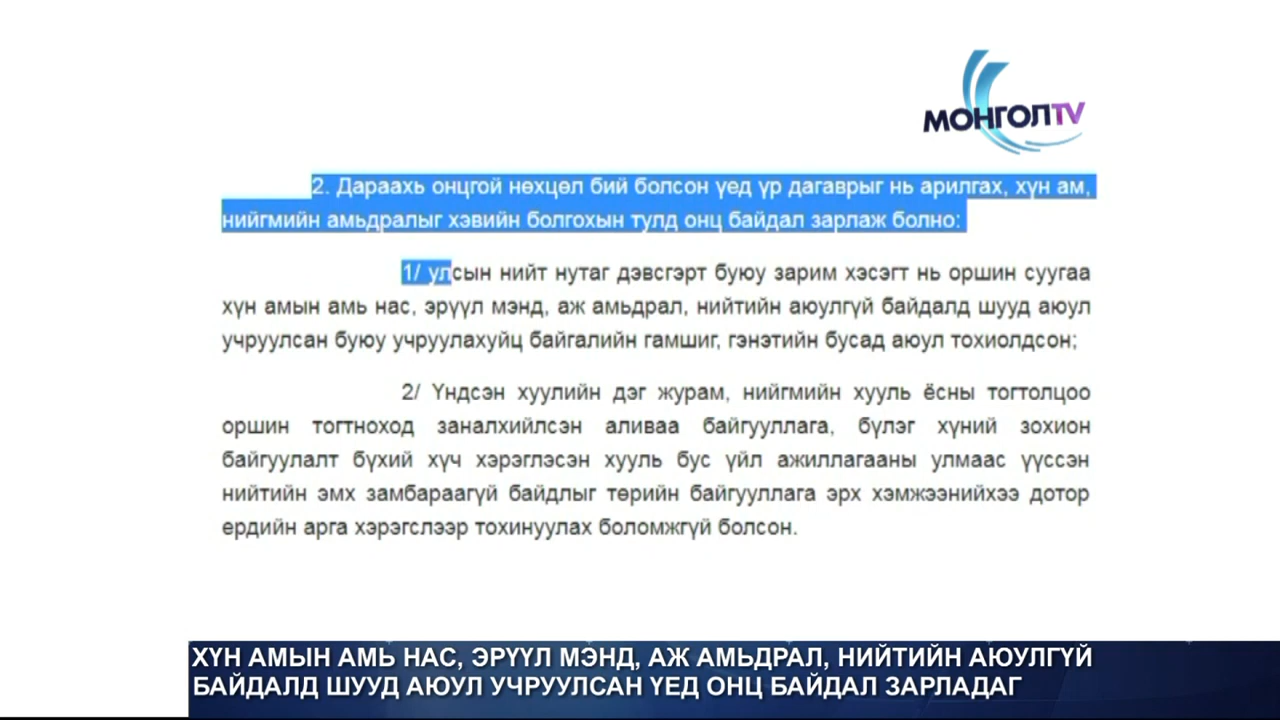 МОНГОЛTV
2. Дараахь онцгой нөхцөл бий болсон үед үр дагаврыг нь арилгах, хүн ам,
нийгмийн амьдралыг хэвийн болгохын тулд онц байдал зарлаж болно:
1/ улсын нийт нутаг дэвсгэрт буюу зарим хэсэгт нь оршин суугаа
хүн амын амь нас, эрүүл мэнд, аж амьдрал, нийтийн аюулгүй байдалд шууд аюул
учруулсан буюу учруулахуйц байгалийн гамшиг, гэнэтийн бусад аюул тохиолдсон;
2/ Үндсэн хуулийн дэг журам, нийгмийн хууль ёсны тогтолцоо
оршин тогтноход заналхийлсэн аливаа байгууллага, бүлэг хүний зохион
байгуулалт бүхий хүч хэрэглэсэн хууль бус үйл ажиллагааны улмаас үүссэн
нийтийн эмх замбараагүй байдлыг төрийн байгууллага эрх хэмжээнийхээ дотор
ердийн арга хэрэгслээр тохинуулах боломжгүй болсон.
ХҮН АМЫН АМЬ НАС, ЭРҮҮЛ МЭНД, АЖ АМЬДРАЛ, НИЙТИЙН АЮУЛГҮЙ
БАЙДАЛД ШУУД АЮУЛ УЧРУУЛСАН ҮЕД ОНЦ БАЙДАЛ ЗАРЛАДАГ